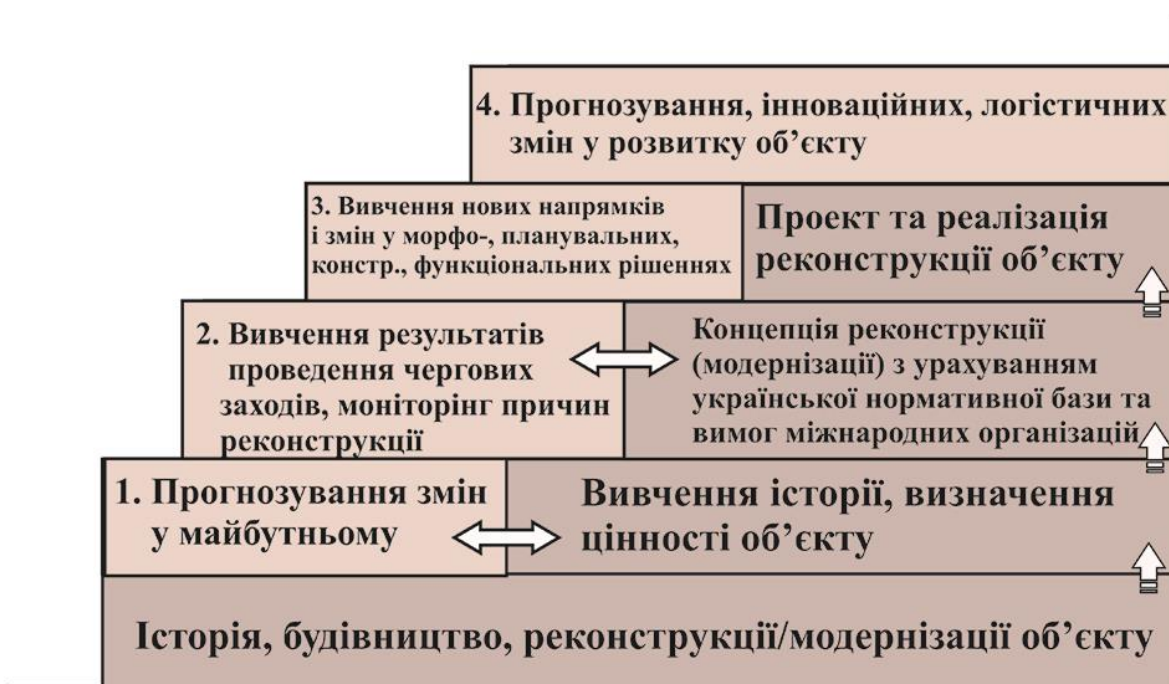 4. Прогнозування, інноваційних, логістичних
змін у розвитку об’єкту
3. Вивчення нових напрямків
і змін у морфо-, планувальних,
констр., функціональних рішеннях
Проект та реалізація
реконструкції об’єкту
2. Вивчення результатів
проведення чергових
заходів, моніторінг причин
реконструкції
Концепція реконструкції
(модернізації) з урахуванням
української нормативної бази та
вимог міжнародних організацій
1. Прогнозування змін
у майбутньому
Вивчення історії, визначення
цінності об’єкту
Історія, будівництво, реконструкції/модернізації об’єкту